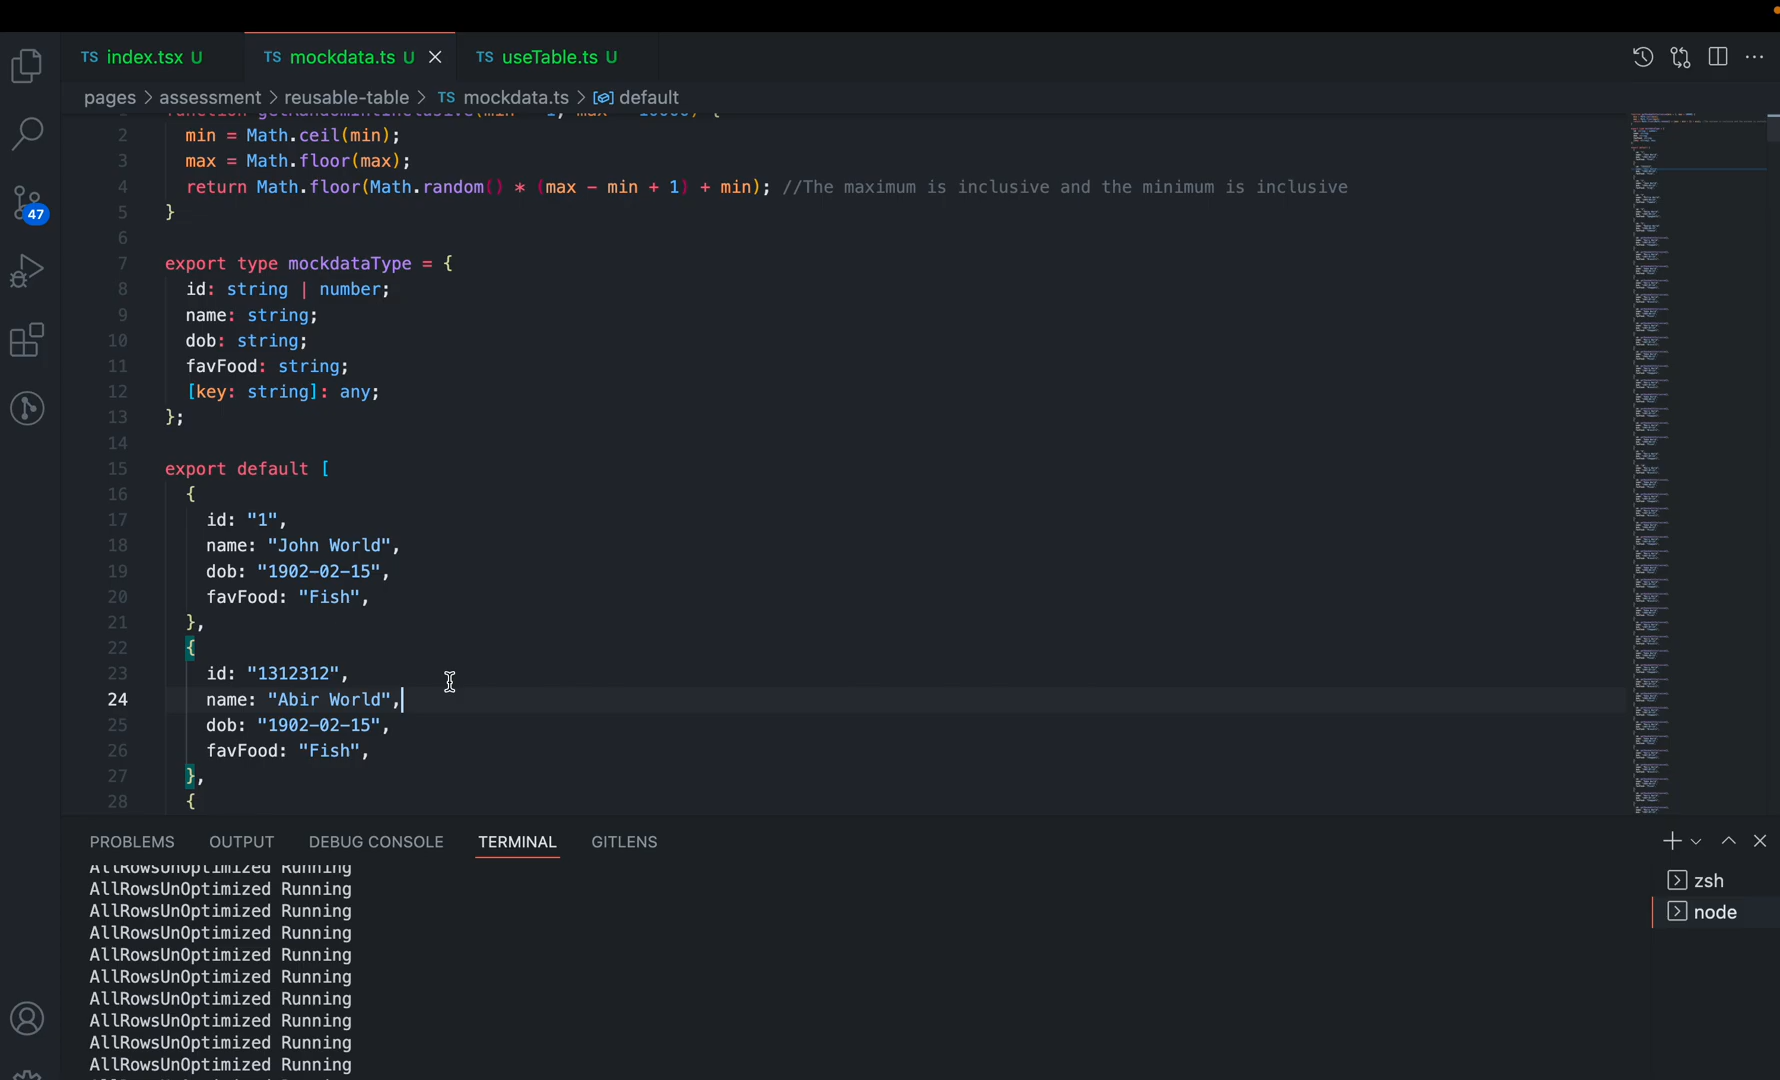 TS index.tsx U TS mockdata.ts U TS useTable.ts U
pages > assessment > reusable-table > TS mockdata.ts > default
1 function getRandomIntInclusive(min = 1, max = 10000) {
2 min = Math.ceil(min);
3 max = Math.floor(max);
4 return Math.floor(Math.random() * (max - min + 1) + min); //The maximum is inclusive and the minimum is inclusive
5 }
6
7 export type mockdataType = {
8 id: string | number;
9 name: string;
10 dob: string;
11 favFood: string;
12 [key: string]: any;
13 };
14
15 export default [
16 {
17 id: "1",
18 name: "John World",
19 dob: "1902-02-15",
20 favFood: "Fish",
21 },
22 {
23 id: "1312312",
24 name: "Abir World",
25 dob: "1902-02-15",
26 favFood: "Fish",
27 },
28 {
47
PROBLEMS OUTPUT DEBUG CONSOLE TERMINAL GITLENS
AllRowsUnOptimized Running
AllRowsUnOptimized Running
AllRowsUnOptimized Running
AllRowsUnOptimized Running
AllRowsUnOptimized Running
AllRowsUnOptimized Running
AllRowsUnOptimized Running
AllRowsUnOptimized Running
AllRowsUnOptimized Running
AllRowsUnOptimized Running
zsh
node